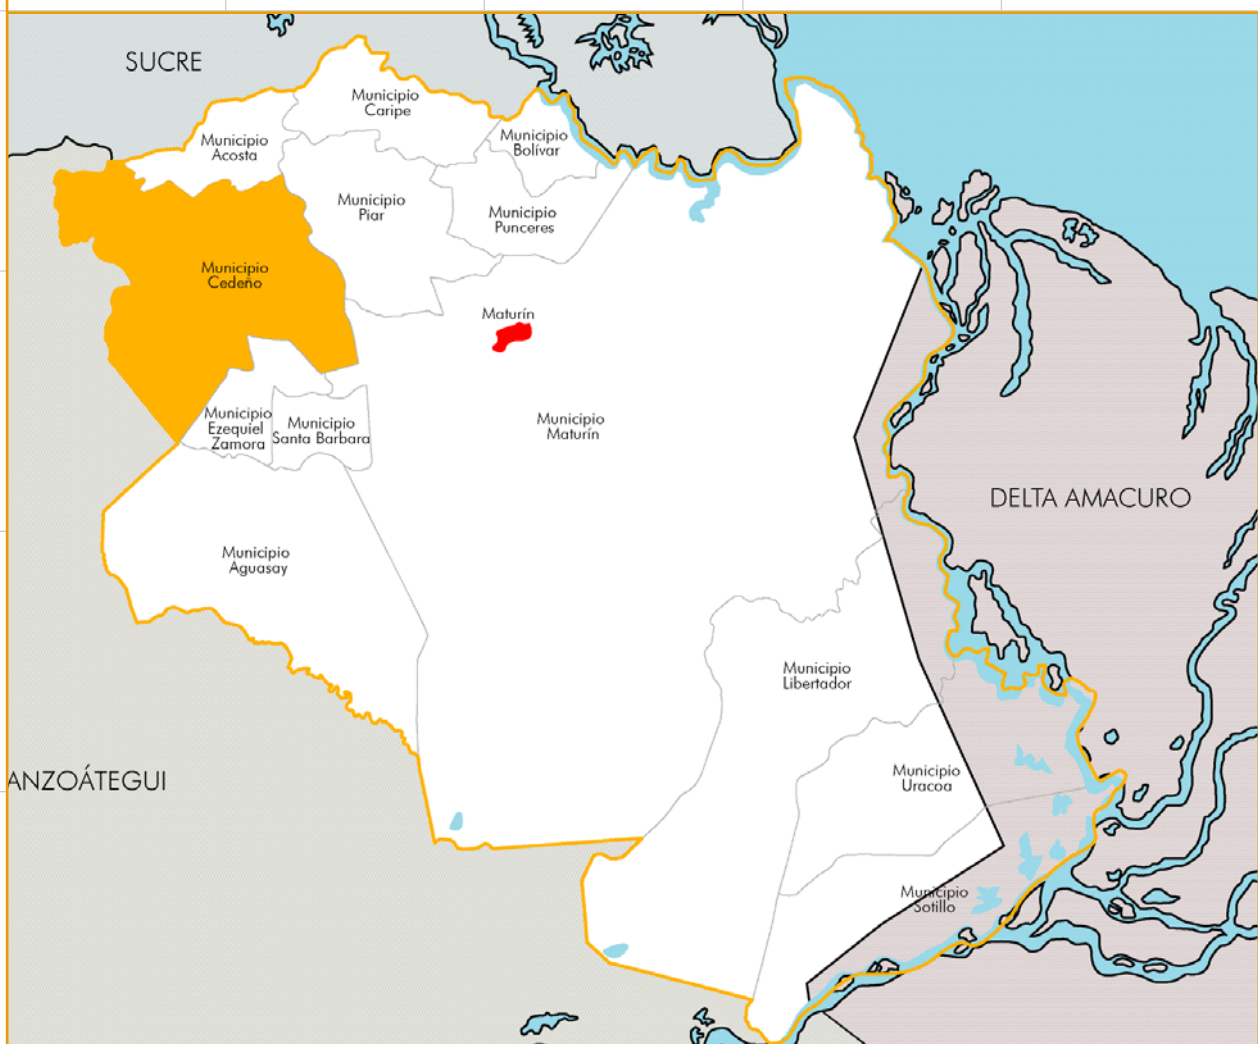 SUCRE
Municipio
Caripe
Municipio
Acosta
Municipio
Bolívar
Municipio
Piar
Municipio
Punceres
Municipio
Cedeño
Maturín
Municipio
Ezequiel
Zamora
Municipio
Santa Barbara
Municipio
Maturín
DELTA AMACURO
Municipio
Aguasay
Municipio
Libertador
ANZOÁTEGUI
Municipio
Uracoa
Municipio
Sotillo